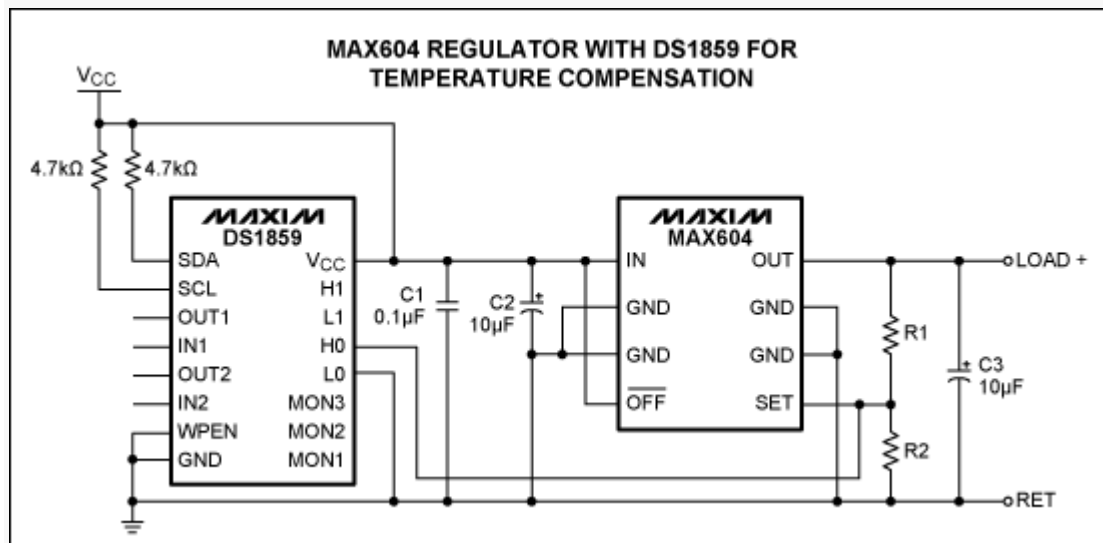 MAX604 REGULATOR WITH DS1859 FOR
TEMPERATURE COMPENSATION
VCC
4.7kΩ
4.7kΩ
MAXIM
DS1859
SDA
SCL
OUT1
IN1
OUT2
IN2
WPEN
GND
VCC
H1
L1
H0
L0
MON3
MON2
MON1
C1
0.1µF
C2
+
10µF
MAXIM
MAX604
IN
GND
GND
OFF
OUT
GND
GND
SET
R1
R2
+
C3
10µF
LOAD +
RET